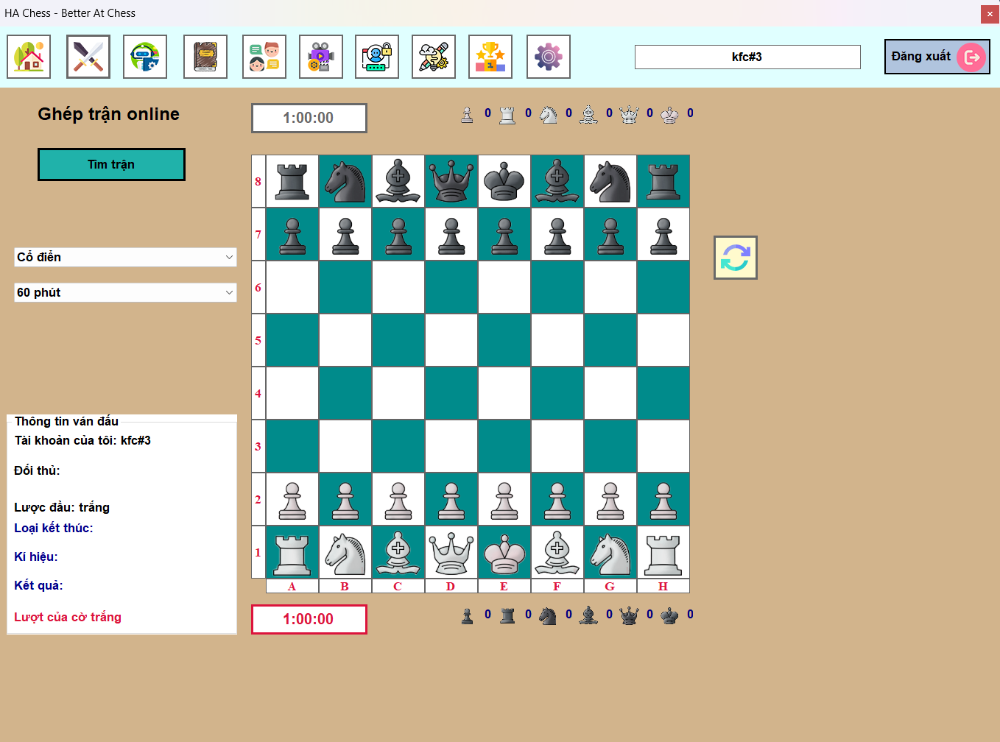 HA Chess - Better At Chess
kfc#3
Đăng xuất
Ghép trận online
1:00:00
0 0 0 0 0 0
Tìm trận
8
7
Cổ điển
6
60 phút
5
4
3
2
1
A B C D E F G H
Thông tin ván đấu
Tài khoản của tôi: kfc#3
Đối thủ:
Lược đầu: trắng
Loại kết thúc:
Kí hiệu:
Kết quả:
Lượt của cờ trắng
1:00:00
0 0 0 0 0 0